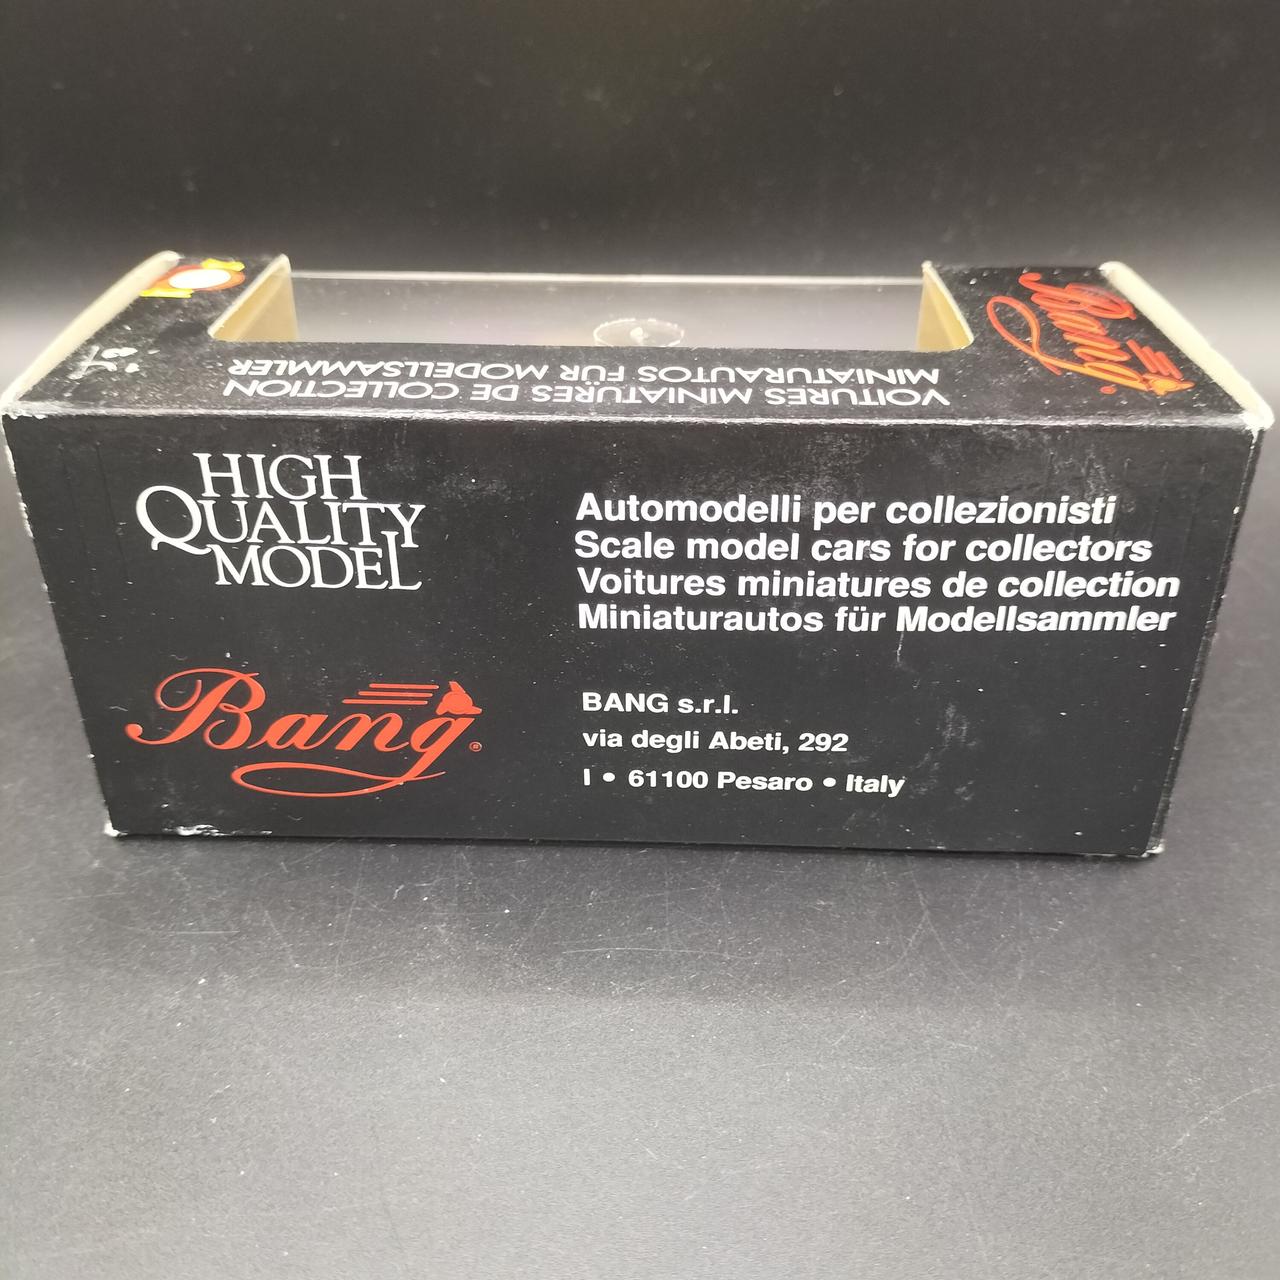 Bang
VOITURES MINIATURES DE COLLECTION
MINIATURAUTOS FÜR MODELLSAMMLER
HIGH
QUALITY
MODEL
Automodelli per collezionisti
Scale model cars for collectors
Voitures miniatures de collection
Miniaturautos für Modellsammler
Bang®
BANG s.r.l.
via degli Abeti, 292
I • 61100 Pesaro • Italy